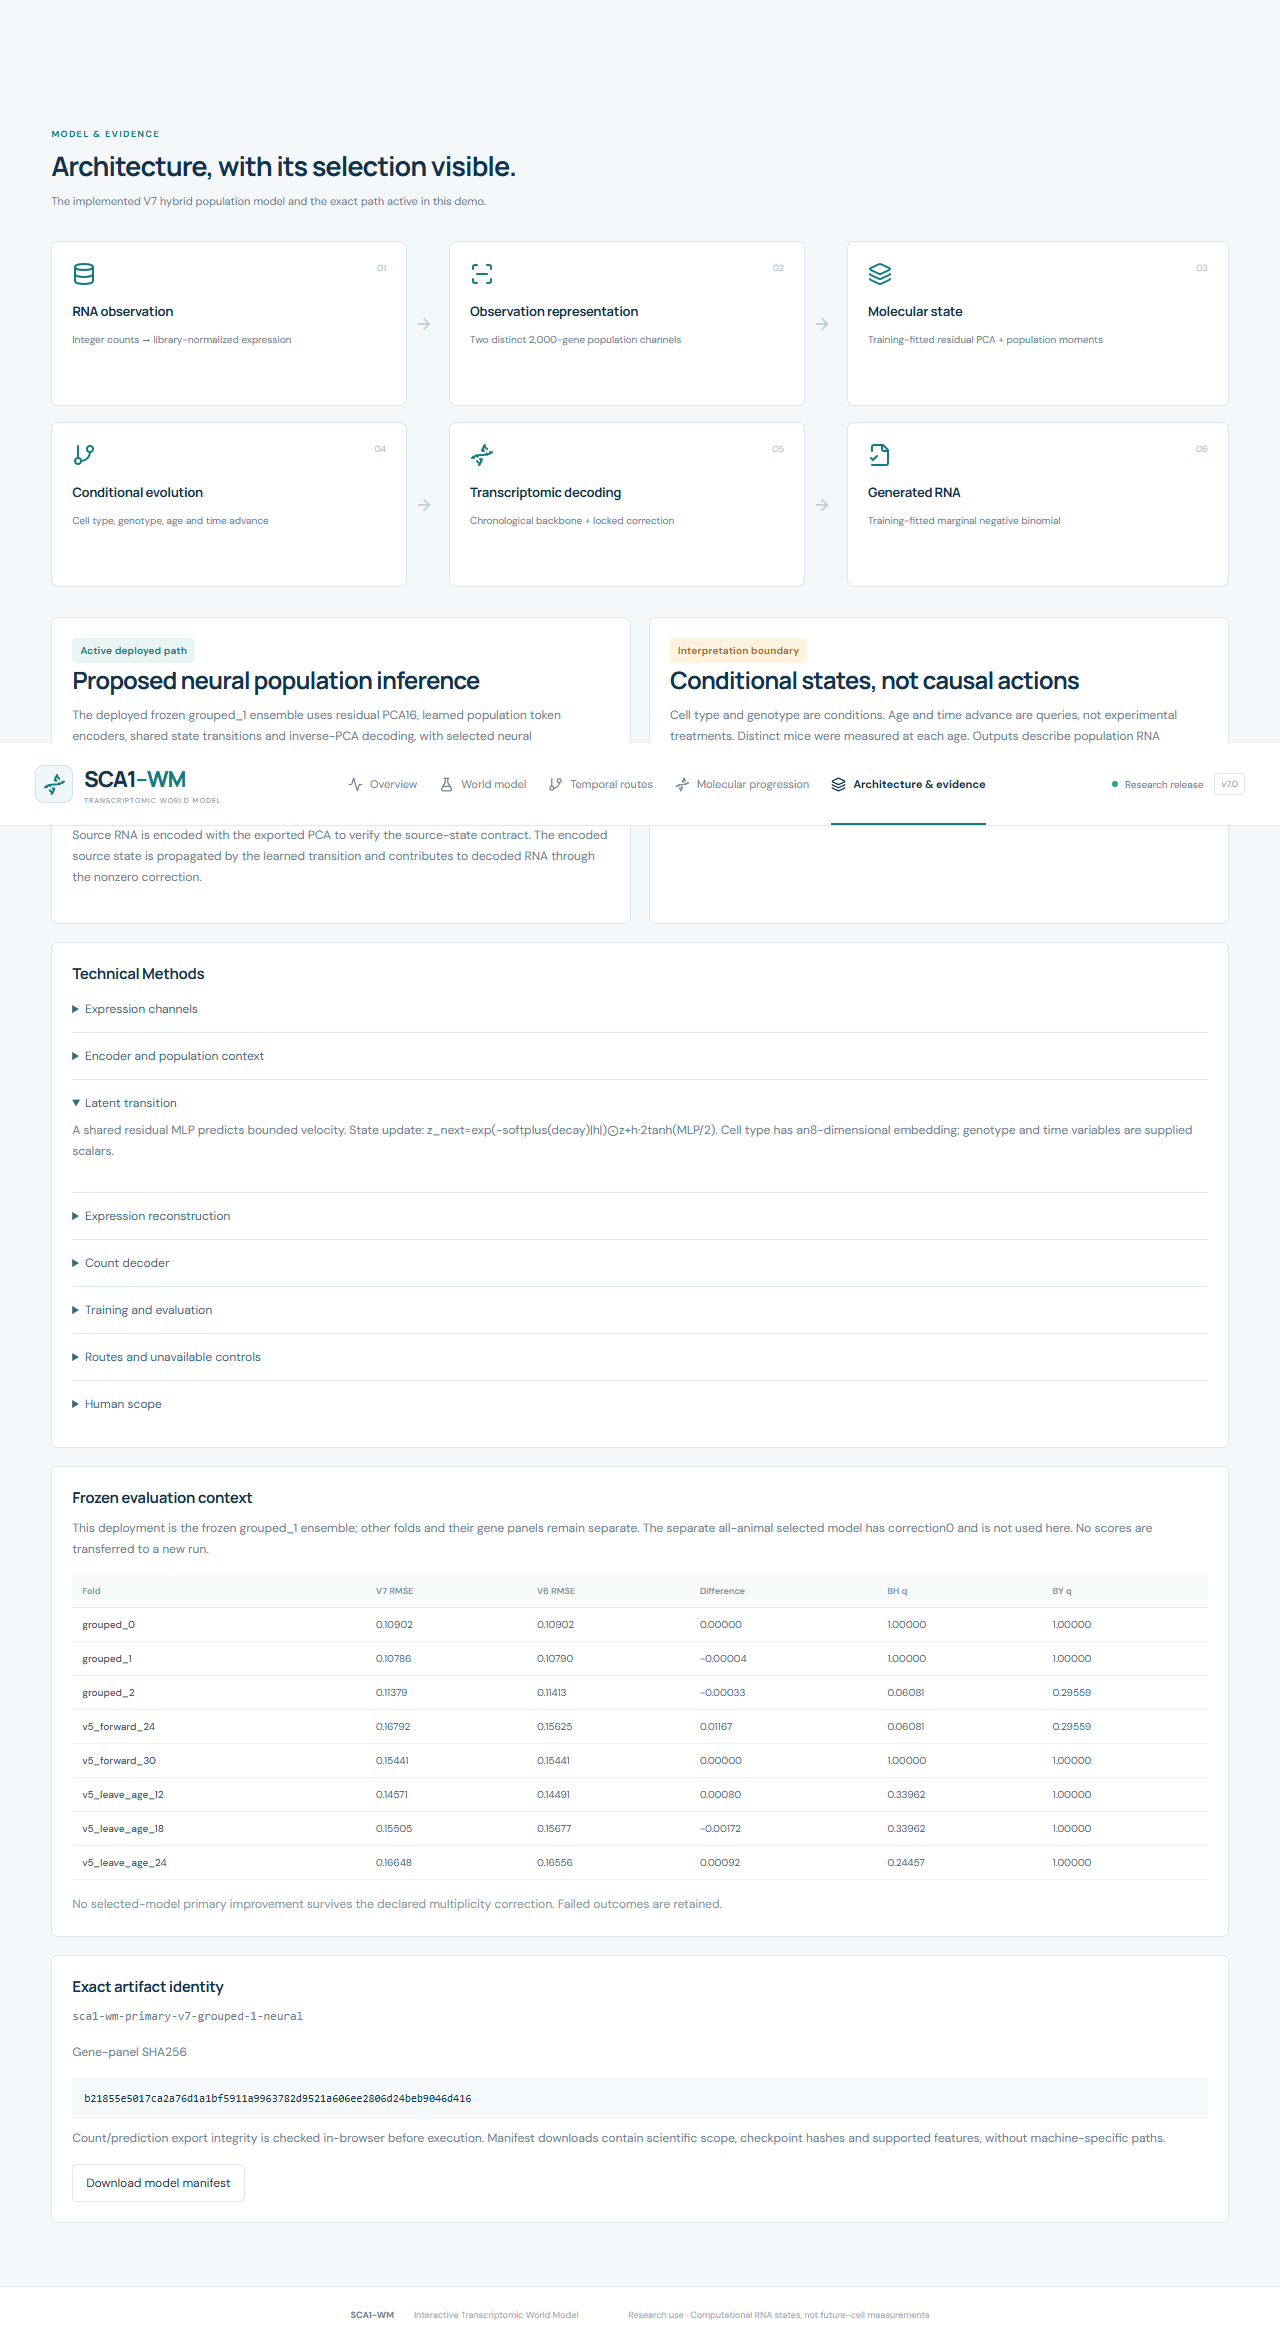 MODEL & EVIDENCE
Architecture, with its selection visible.
The implemented V7 hybrid population model and the exact path active in this demo.
01
RNA observation
Integer counts → library-normalized expression
02
Observation representation
Two distinct 2,000-gene population channels
03
Molecular state
Training-fitted residual PCA + population moments
04
Conditional evolution
Cell type, genotype, age and time advance
05
Transcriptomic decoding
Chronological backbone + locked correction
06
Generated RNA
Training-fitted marginal negative binomial
Active deployed path
Proposed neural population inference
The deployed frozen grouped_1 ensemble uses residual PCA16, learned population token
encoders, shared state transitions and inverse-PCA decoding, with selected neural
Interpretation boundary
Conditional states, not causal actions
Cell type and genotype are conditions. Age and time advance are queries, not experimental
treatments. Distinct mice were measured at each age. Outputs describe population RNA
SCA1-WM
TRANSCRIPTOMIC WORLD MODEL
Overview
World model
Temporal routes
Molecular progression
Architecture & evidence
Research release
v7.0
Source RNA is encoded with the exported PCA to verify the source-state contract. The encoded
source state is propagated by the learned transition and contributes to decoded RNA through
the nonzero correction.
Technical Methods
▶ Expression channels
▶ Encoder and population context
▼ Latent transition
A shared residual MLP predicts bounded velocity. State update: z_next=exp(−softplus(decay)|h|)⊙z+h·2tanh(MLP/2). Cell type has an8-dimensional embedding; genotype and time variables are supplied
scalars.
▶ Expression reconstruction
▶ Count decoder
▶ Training and evaluation
▶ Routes and unavailable controls
▶ Human scope
Frozen evaluation context
This deployment is the frozen grouped_1 ensemble; other folds and their gene panels remain separate. The separate all-animal selected model has correction0 and is not used here. No scores are
transferred to a new run.
Fold V7 RMSE V6 RMSE Difference BH q BY q
grouped_0 0.10902 0.10902 0.00000 1.00000 1.00000
grouped_1 0.10786 0.10790 -0.00004 1.00000 1.00000
grouped_2 0.11379 0.11413 -0.00033 0.06081 0.29559
v5_forward_24 0.16792 0.15625 0.01167 0.06081 0.29559
v5_forward_30 0.15441 0.15441 0.00000 1.00000 1.00000
v5_leave_age_12 0.14571 0.14491 0.00080 0.33962 1.00000
v5_leave_age_18 0.15505 0.15677 -0.00172 0.33962 1.00000
v5_leave_age_24 0.16648 0.16556 0.00092 0.24457 1.00000
No selected-model primary improvement survives the declared multiplicity correction. Failed outcomes are retained.
Exact artifact identity
sca1-wm-primary-v7-grouped-1-neural
Gene-panel SHA256
b21855e5017ca2a76d1a1bf5911a9963782d9521a606ee2806d24beb9046d416
Count/prediction export integrity is checked in-browser before execution. Manifest downloads contain scientific scope, checkpoint hashes and supported features, without machine-specific paths.
Download model manifest
SCA1-WM
Interactive Transcriptomic World Model
Research use · Computational RNA states, not future-cell measurements